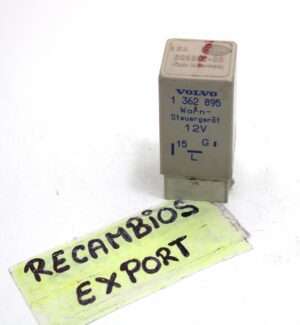 VOLVO
1 362 895
Warn-
Steuergerät
12V
15 G
L
RECAMBIOS
EXPORT